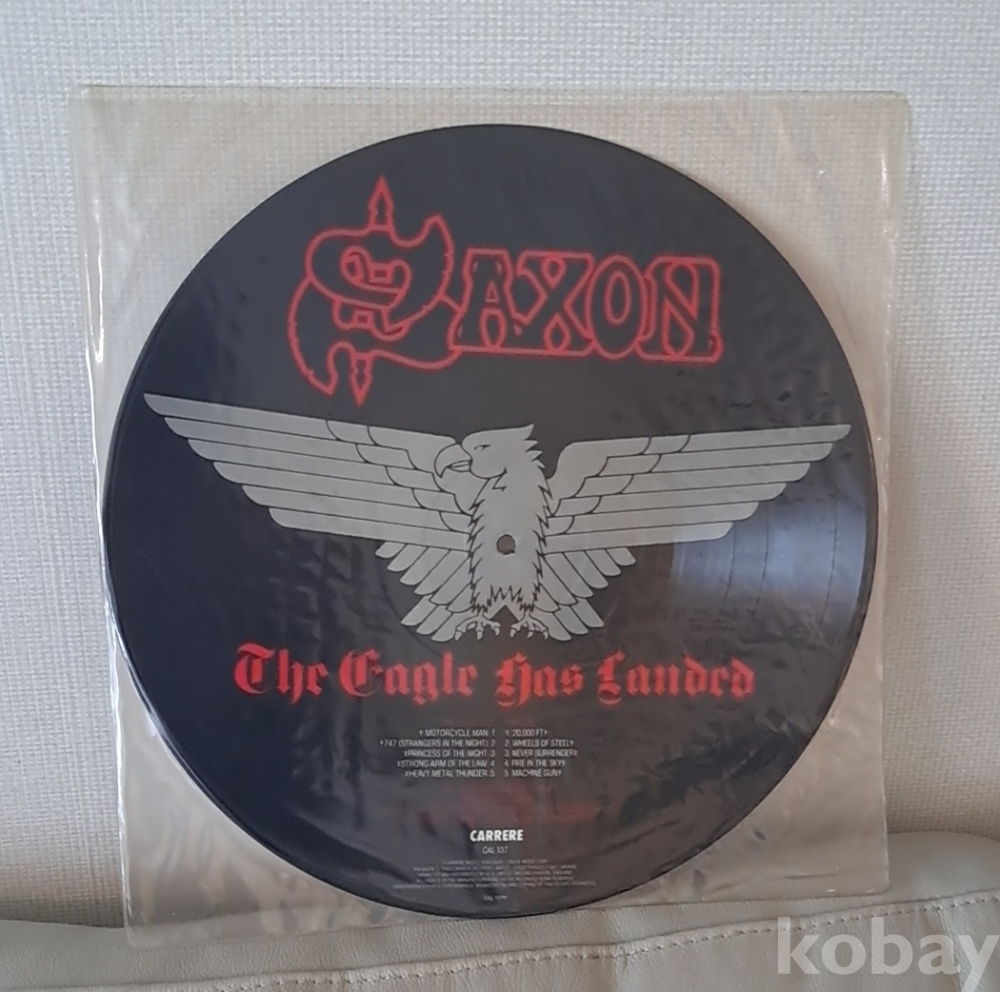 SAXON
The Eagle Has Landed
† MOTORCYCLE MAN 1 1 20,000 FT†
†747 (STRANGERS IN THE NIGHT) 2 2 WHEELS OF STEEL†
‡PRINCESS OF THE NIGHT 3 3 NEVER SURRENDER‡
‡STRONG ARM OF THE LAW 4 4 FIRE IN THE SKY‡
‡HEAVY METAL THUNDER 5 5 MACHINE GUN†
CARRERE
CAL 137
kobay